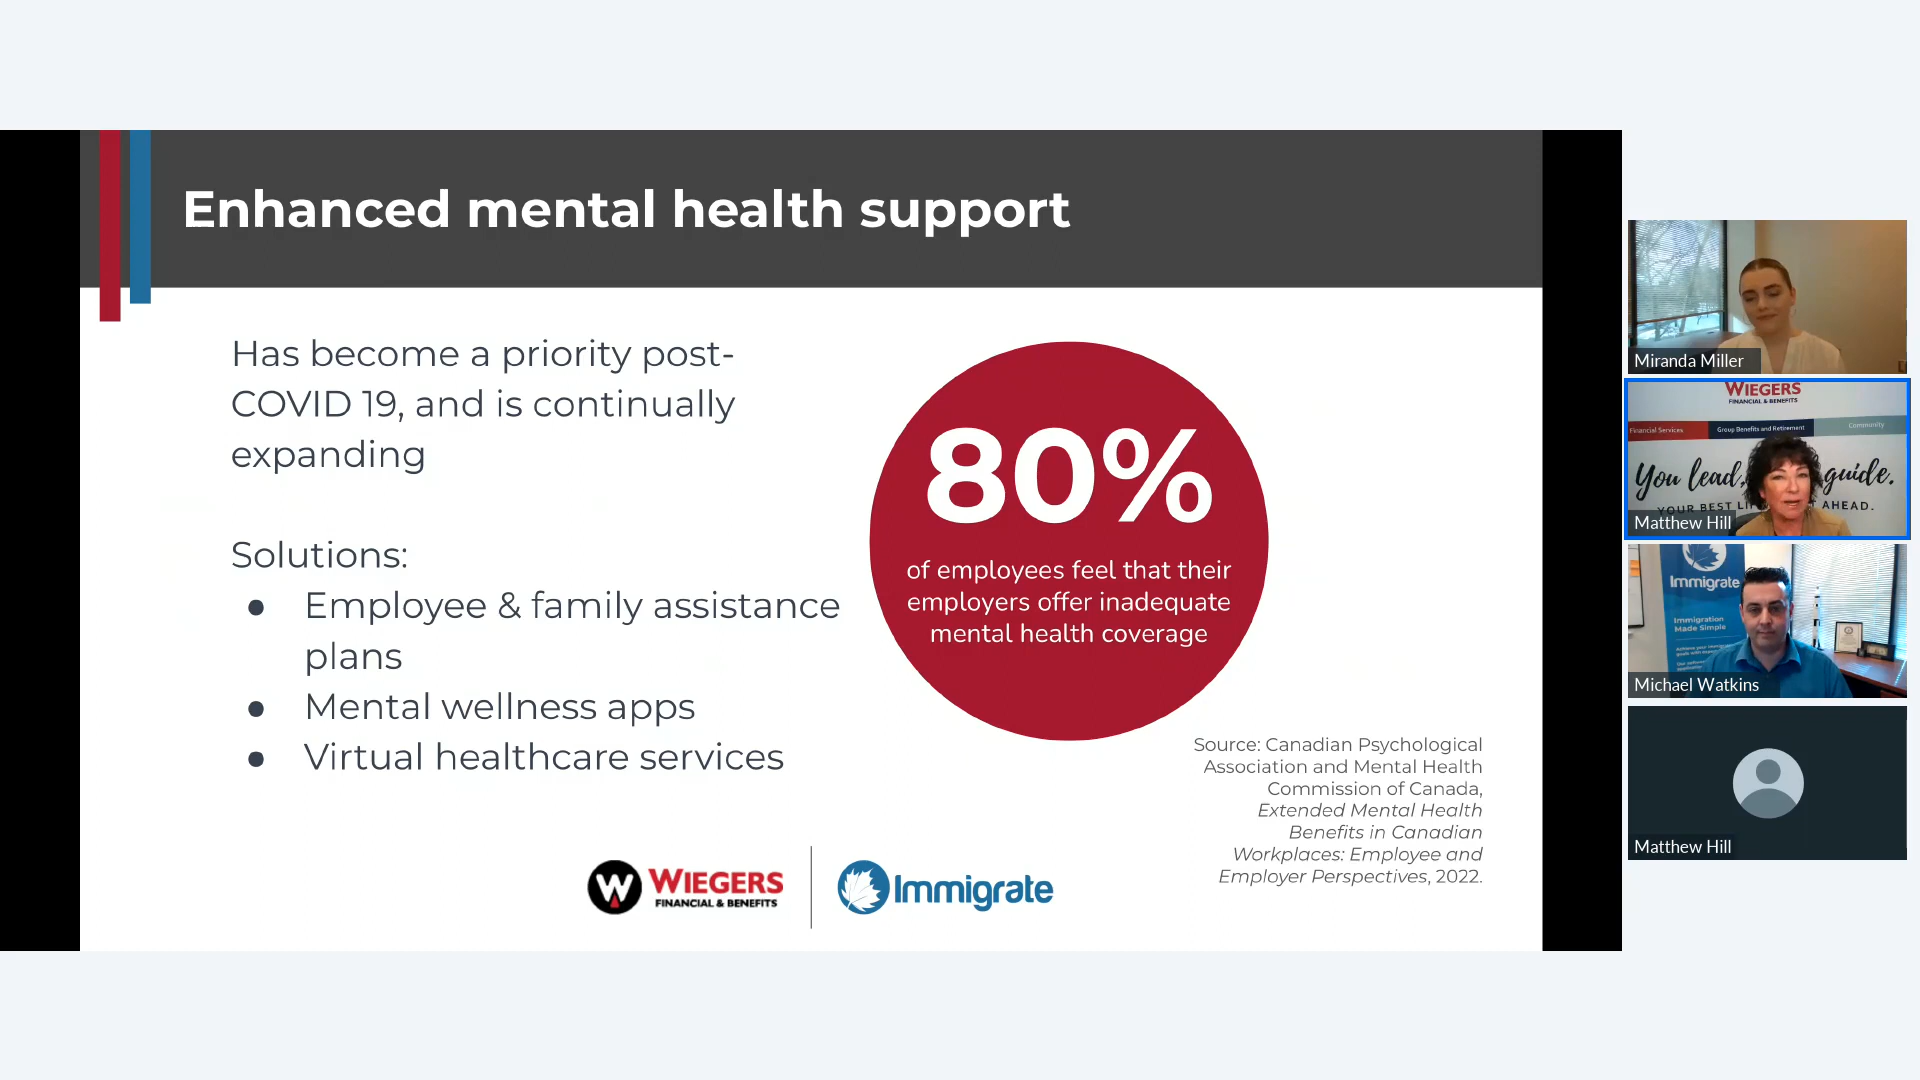 Enhanced mental health support
Has become a priority post-
COVID 19, and is continually
expanding
Solutions:
● Employee & family assistance
plans
● Mental wellness apps
● Virtual healthcare services
80%
of employees feel that their
employers offer inadequate
mental health coverage
Source: Canadian Psychological
Association and Mental Health
Commission of Canada,
Extended Mental Health
Benefits in Canadian
Workplaces: Employee and
Employer Perspectives, 2022.
W WIEGERS
FINANCIAL & BENEFITS
Immigrate
Miranda Miller
WIEGERS
FINANCIAL & BENEFITS
Financial Services
Group Benefits and Retirement
Community
You lead, guide.
YOUR BEST AHEAD.
Matthew Hill
Immigrate
Immigration
Made Simple
Michael Watkins
Matthew Hill